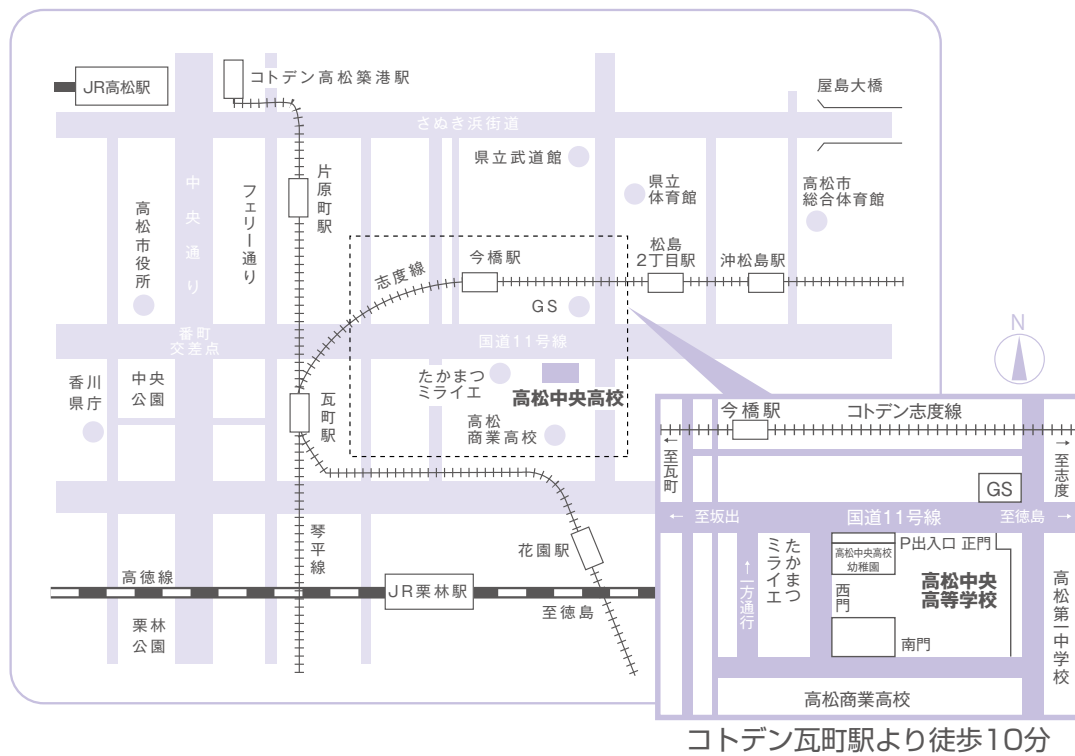 JR高松駅
コトデン高松築港駅
屋島大橋
さぬき浜街道
県立武道館
県立
体育館
高松市
総合体育館
中央通り
フェリー通り
片原町駅
高松市役所
志度線
今橋駅
松島
2丁目駅
沖松島駅
GS
番町
交差点
国道11号線
N
香川
県庁
中央
公園
瓦町駅
たかまつ
ミライエ
高松中央高校
高松
商業高校
琴平線
花園駅
高徳線
JR栗林駅
至徳島
栗林
公園
今橋駅
コトデン志度線
←至瓦町
至志度→
GS
← 至坂出
国道11号線
至徳島 →
←一方通行
たかまつ
ミライエ
高松中央高校
幼稚園
P出入口 正門
西門
高松中央
高等学校
南門
高松第一中学校
高松商業高校
コトデン瓦町駅より徒歩10分